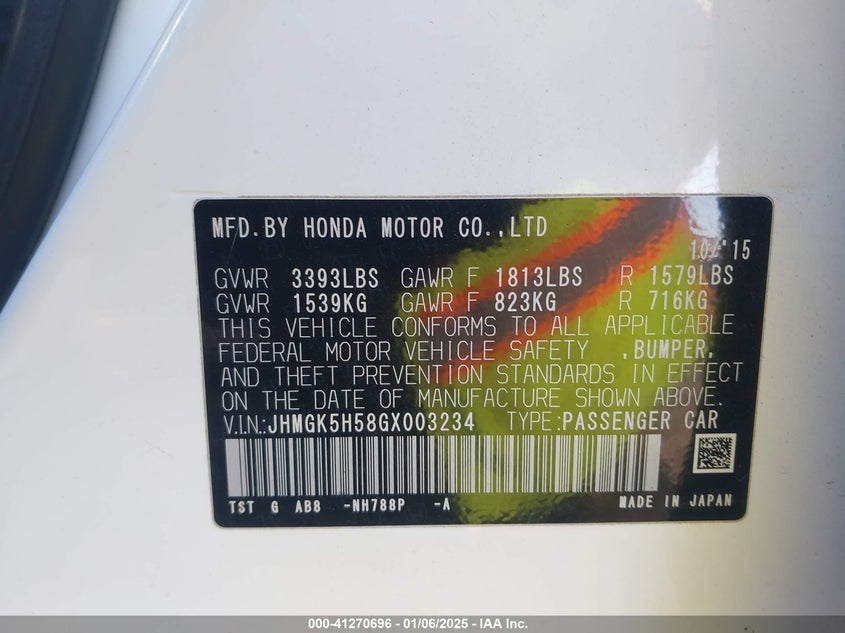 MFD.BY HONDA MOTOR CO.,LTD
10/'15
GVWR 3393LBS GAWR F 1813LBS R 1579LBS
GVWR 1539KG GAWR F 823KG R 716KG
THIS VEHICLE CONFORMS TO ALL APPLICABLE
FEDERAL MOTOR VEHICLE SAFETY ,BUMPER,
AND THEFT PREVENTION STANDARDS IN EFFECT
ON THE DATE OF MANUFACTURE SHOWN ABOVE.
V.I.N.:JHMGK5H58GX003234 TYPE:PASSENGER CAR
TST G AB8 -NH788P -A MADE IN JAPAN
000-41270696 - 01/06/2025 - IAA Inc.